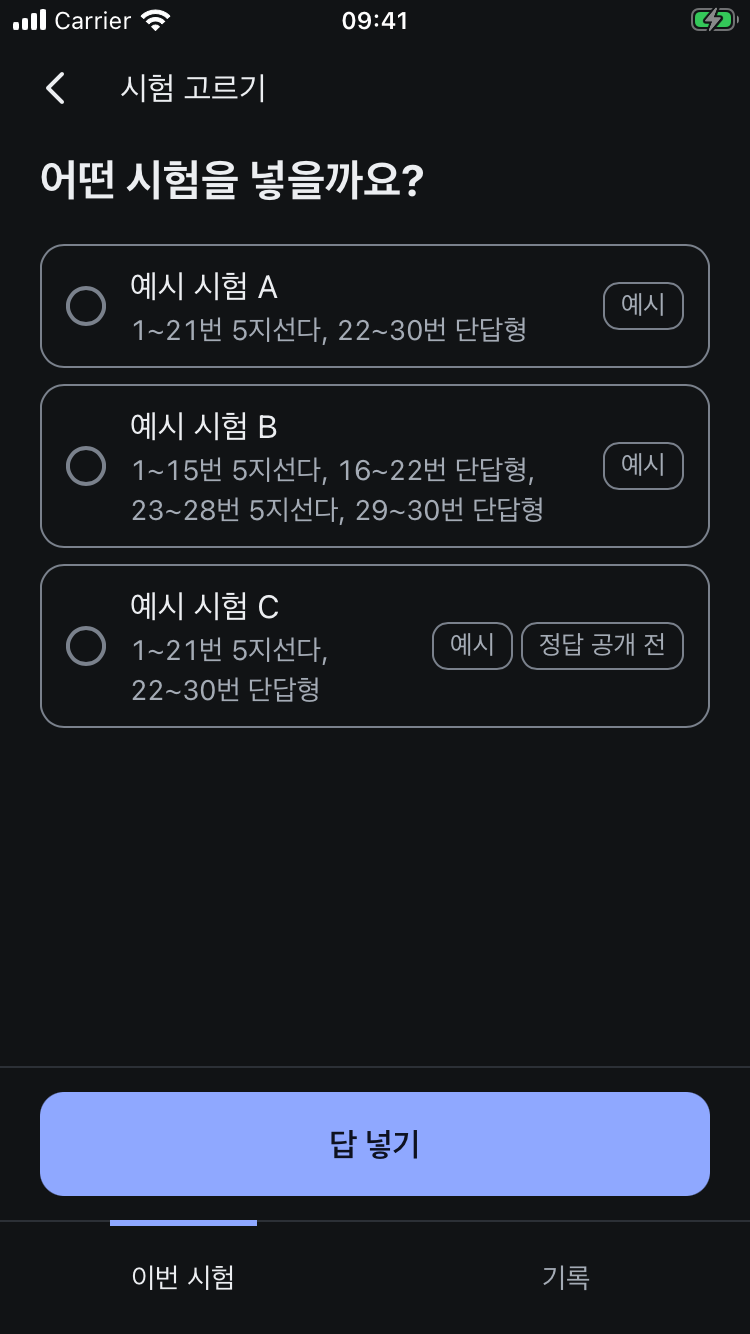 Carrier
09:41
시험 고르기
어떤 시험을 넣을까요?
예시 시험 A
1~21번 5지선다, 22~30번 단답형
예시
예시 시험 B
1~15번 5지선다, 16~22번 단답형,
23~28번 5지선다, 29~30번 단답형
예시
예시 시험 C
1~21번 5지선다,
22~30번 단답형
예시
정답 공개 전
답 넣기
이번 시험
기록